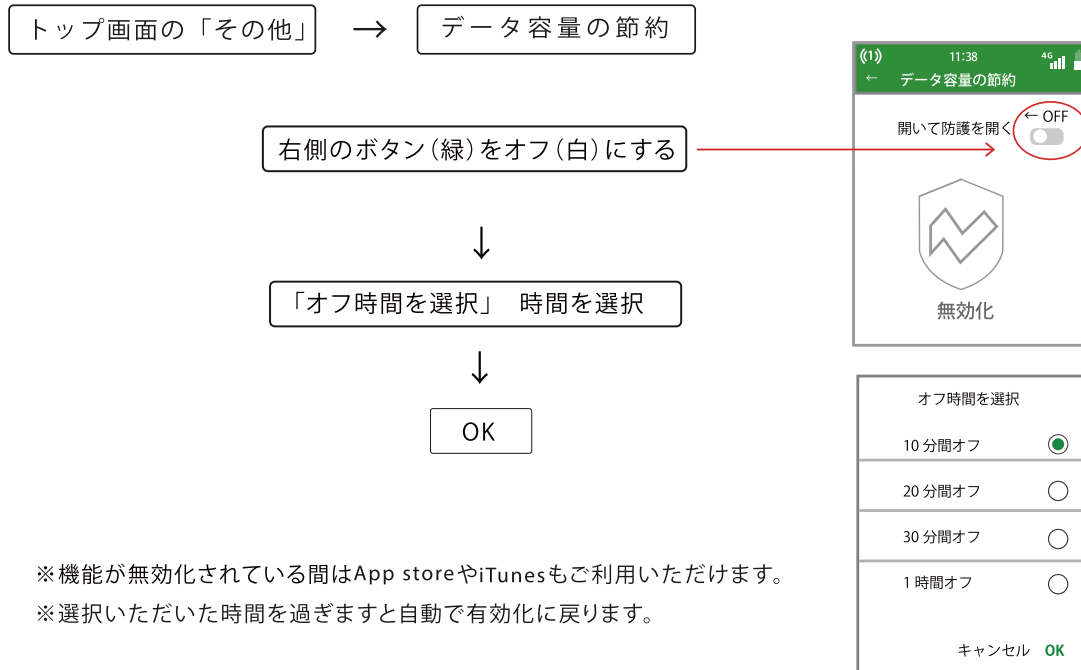 トップ画面の「その他」 → データ容量の節約
右側のボタン（緑）をオフ（白）にする
↓
「オフ時間を選択」 時間を選択
↓
OK
※機能が無効化されている間はApp storeやiTunesもご利用いただけます。
※選択いただいた時間を過ぎますと自動で有効化に戻ります。
((1)) 11:38 4G
← データ容量の節約
開いて防護を開く ← OFF
無効化
オフ時間を選択
10 分間オフ
20 分間オフ
30 分間オフ
1 時間オフ
キャンセル OK